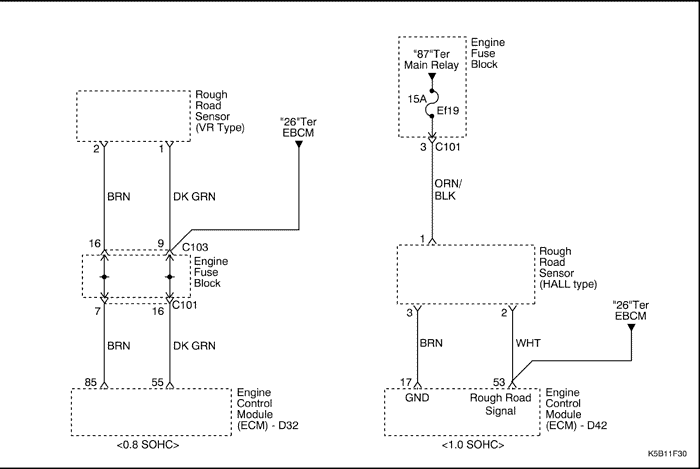 Rough
Road
Sensor
(VR Type)
2
1
BRN
DK GRN
"26"Ter
EBCM
16
9
C103
Engine
Fuse
Block
7
16
C101
BRN
DK GRN
85
55
Engine
Control
Module
(ECM) - D32
<0.8 SOHC>
"87"Ter
Main Relay
Engine
Fuse
Block
15A
Ef19
3
C101
ORN/
BLK
1
Rough
Road
Sensor
(HALL type)
3
2
"26"Ter
EBCM
BRN
WHT
17
53
GND
Rough Road
Signal
Engine
Control
Module
(ECM) - D42
<1.0 SOHC>
K5B11F30